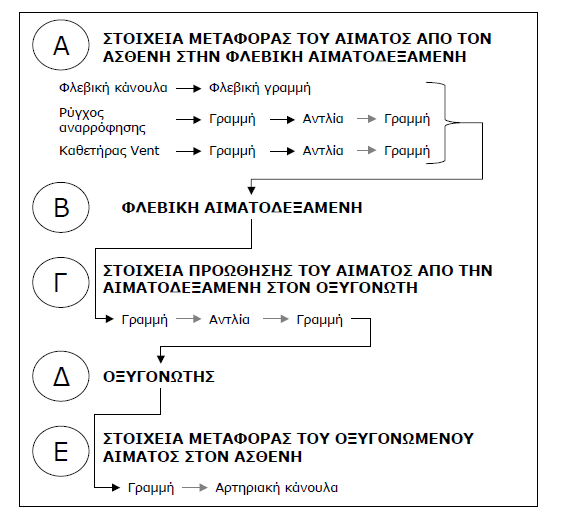 Α
ΣΤΟΙΧΕΙΑ ΜΕΤΑΦΟΡΑΣ ΤΟΥ ΑΙΜΑΤΟΣ ΑΠΟ ΤΟΝ
ΑΣΘΕΝΗ ΣΤΗΝ ΦΛΕΒΙΚΗ ΑΙΜΑΤΟΔΕΞΑΜΕΝΗ
Φλεβική κάνουλα Φλεβική γραμμή
Ρύγχος
αναρρόφησης Γραμμή Αντλία Γραμμή
Καθετήρας Vent Γραμμή Αντλία Γραμμή
Β
ΦΛΕΒΙΚΗ ΑΙΜΑΤΟΔΕΞΑΜΕΝΗ
Γ
ΣΤΟΙΧΕΙΑ ΠΡΟΩΘΗΣΗΣ ΤΟΥ ΑΙΜΑΤΟΣ ΑΠΟ ΤΗΝ
ΑΙΜΑΤΟΔΕΞΑΜΕΝΗ ΣΤΟΝ ΟΞΥΓΟΝΩΤΗ
Γραμμή Αντλία Γραμμή
Δ
ΟΞΥΓΟΝΩΤΗΣ
Ε
ΣΤΟΙΧΕΙΑ ΜΕΤΑΦΟΡΑΣ ΤΟΥ ΟΞΥΓΟΝΩΜΕΝΟΥ
ΑΙΜΑΤΟΣ ΣΤΟΝ ΑΣΘΕΝΗ
Γραμμή Αρτηριακή κάνουλα